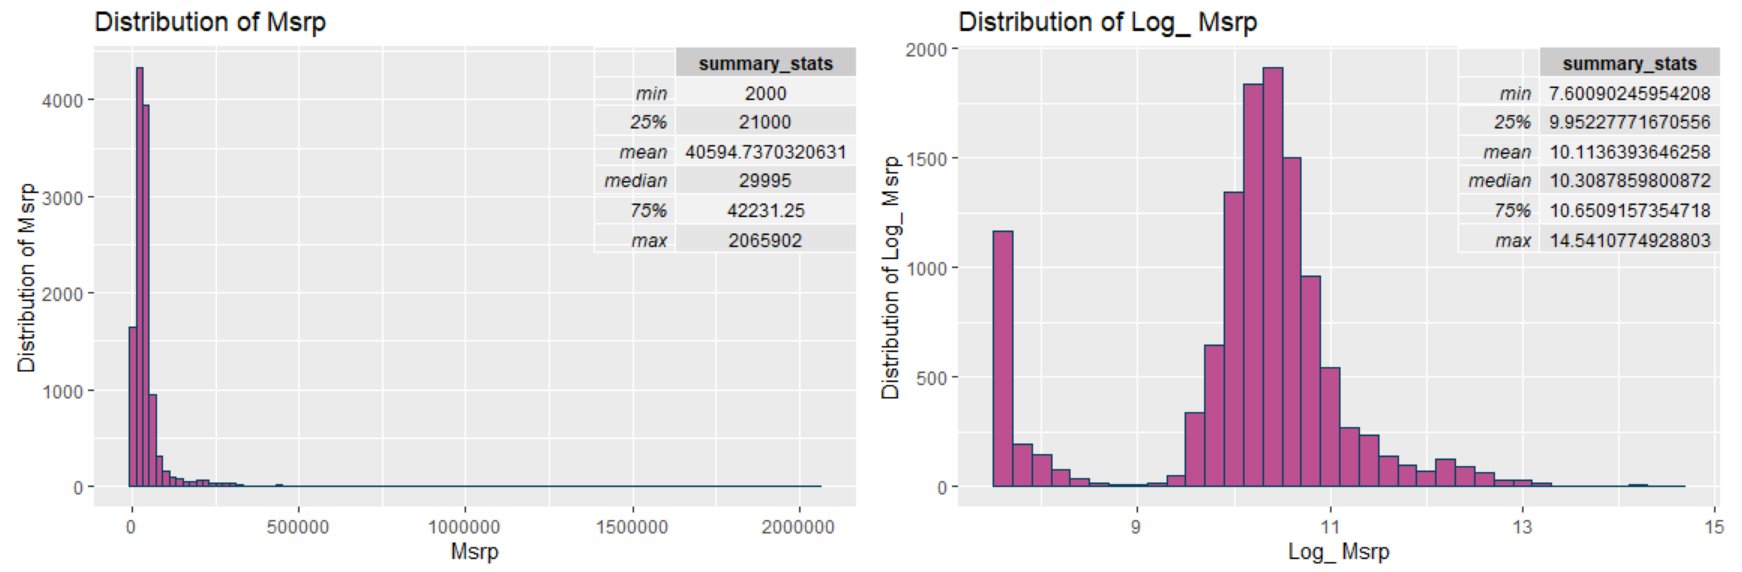 Distribution of Msrp
summary_stats
min 2000
25% 21000
mean 40594.7370320631
median 29995
75% 42231.25
max 2065902
Distribution of Msrp
4000
3000
2000
1000
0
0 500000 1000000 1500000 2000000
Msrp
Distribution of Log_ Msrp
summary_stats
min 7.60090245954208
25% 9.95227771670556
mean 10.1136393646258
median 10.3087859800872
75% 10.6509157354718
max 14.5410774928803
Distribution of Log_ Msrp
2000
1500
1000
500
0
9 11 13 15
Log_ Msrp